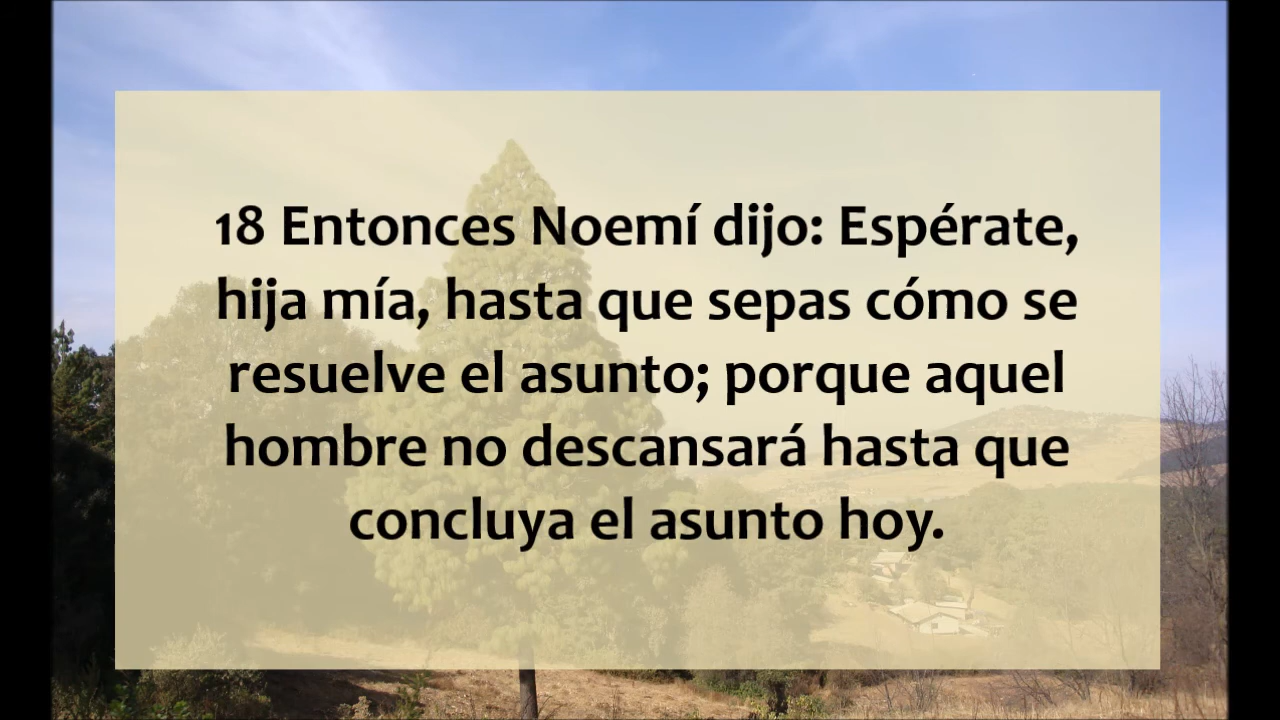 18 Entonces Noemí dijo: Espérate,
hija mía, hasta que sepas cómo se
resuelve el asunto; porque aquel
hombre no descansará hasta que
concluya el asunto hoy.